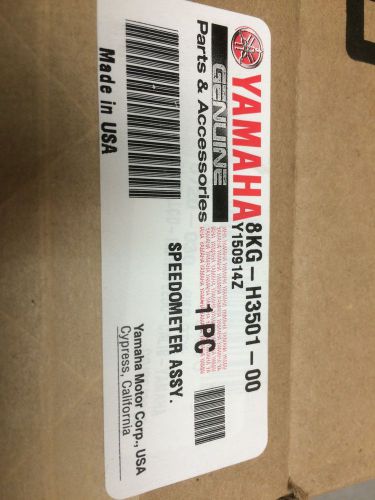 YAMAHA
GENUINE
Parts & Accessories
8KG-H3501-00
Y150914Z
1 PC
SPEEDOMETER ASSY.
Made in USA
Yamaha Motor Corp., USA
Cypress, California